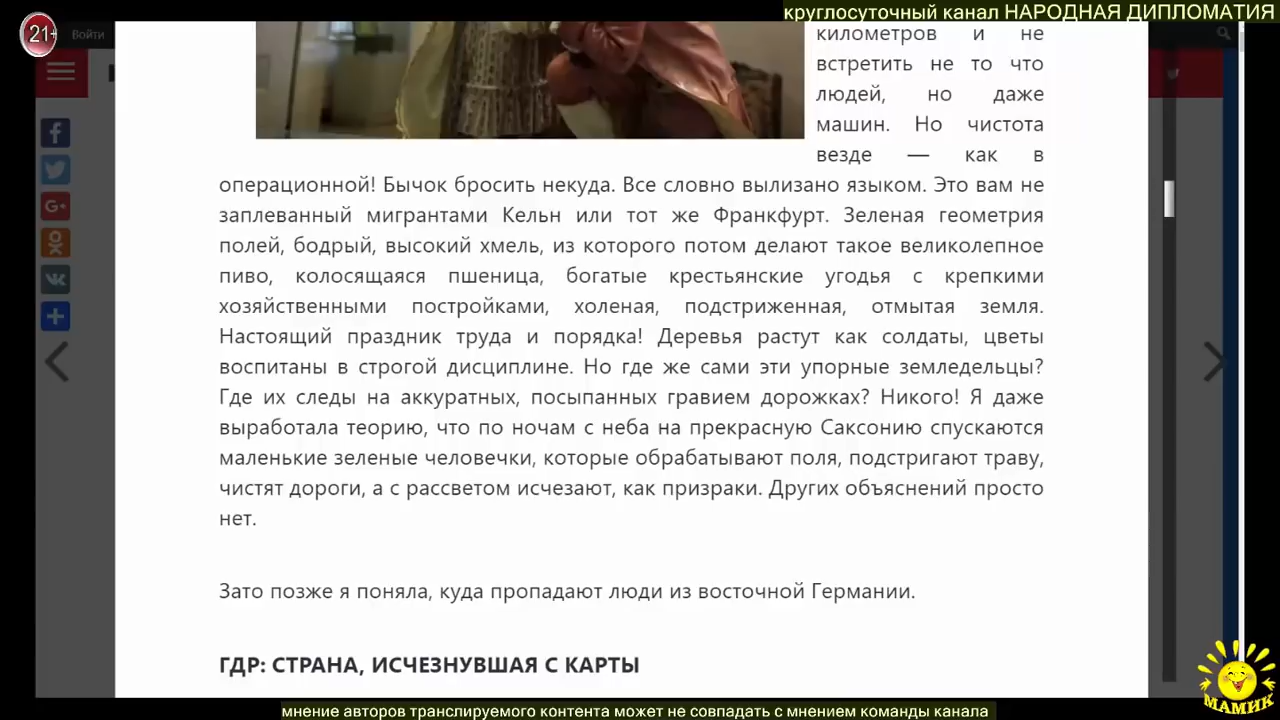 круглосуточный канал НАРОДНАЯ ДИПЛОМАТИЯ
21+
Войти
километров и не
встретить не то что
людей, но даже
машин. Но чистота
везде — как в
операционной! Бычок бросить некуда. Все словно вылизано языком. Это вам не
заплеванный мигрантами Кельн или тот же Франкфурт. Зеленая геометрия
полей, бодрый, высокий хмель, из которого потом делают такое великолепное
пиво, колосящаяся пшеница, богатые крестьянские угодья с крепкими
хозяйственными постройками, холеная, подстриженная, отмытая земля.
Настоящий праздник труда и порядка! Деревья растут как солдаты, цветы
воспитаны в строгой дисциплине. Но где же сами эти упорные земледельцы?
Где их следы на аккуратных, посыпанных гравием дорожках? Никого! Я даже
выработала теорию, что по ночам с неба на прекрасную Саксонию спускаются
маленькие зеленые человечки, которые обрабатывают поля, подстригают траву,
чистят дороги, а с рассветом исчезают, как призраки. Других объяснений просто
нет.
Зато позже я поняла, куда пропадают люди из восточной Германии.
ГДР: СТРАНА, ИСЧЕЗНУВШАЯ С КАРТЫ
МАМИК
мнение авторов транслируемого контента может не совпадать с мнением команды канала